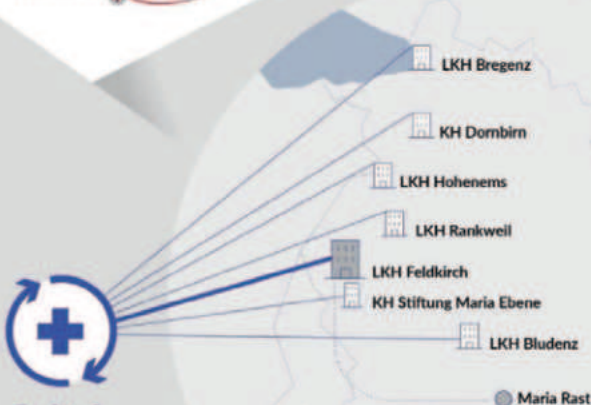 LKH Bregenz
KH Dornbirn
LKH Hohenems
LKH Rankweil
LKH Feldkirch
KH Stiftung Maria Ebene
LKH Bludenz
Maria Rast